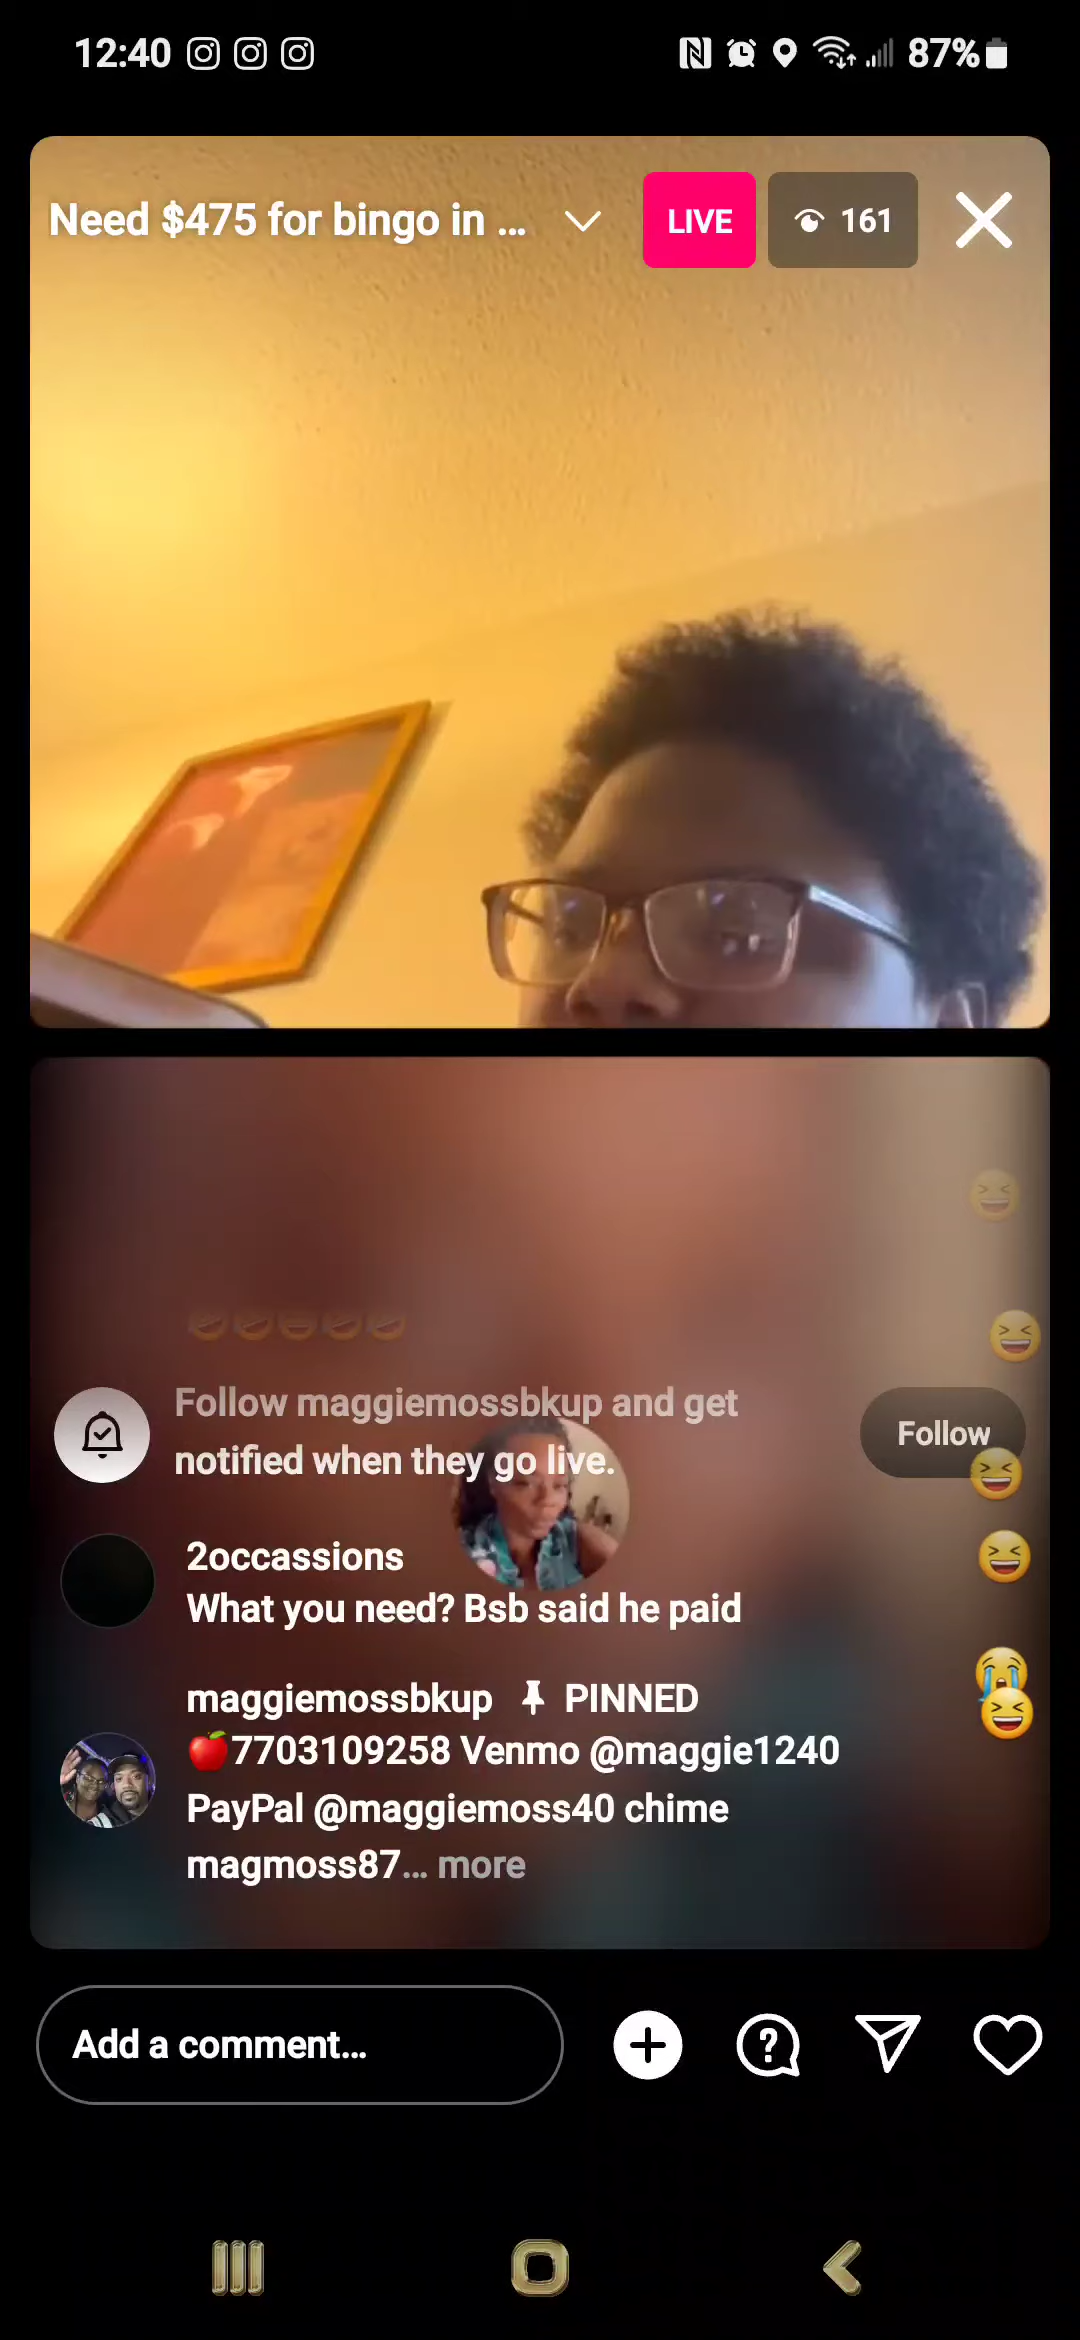 12:40 87%
Need $475 for bingo in ... LIVE 161
Follow maggiemossbkup and get
notified when they go live.
Follow
2occassions
What you need? Bsb said he paid
maggiemossbkup PINNED
🍎7703109258 Venmo @maggie1240
PayPal @maggiemoss40 chime
magmoss87... more
Add a comment...